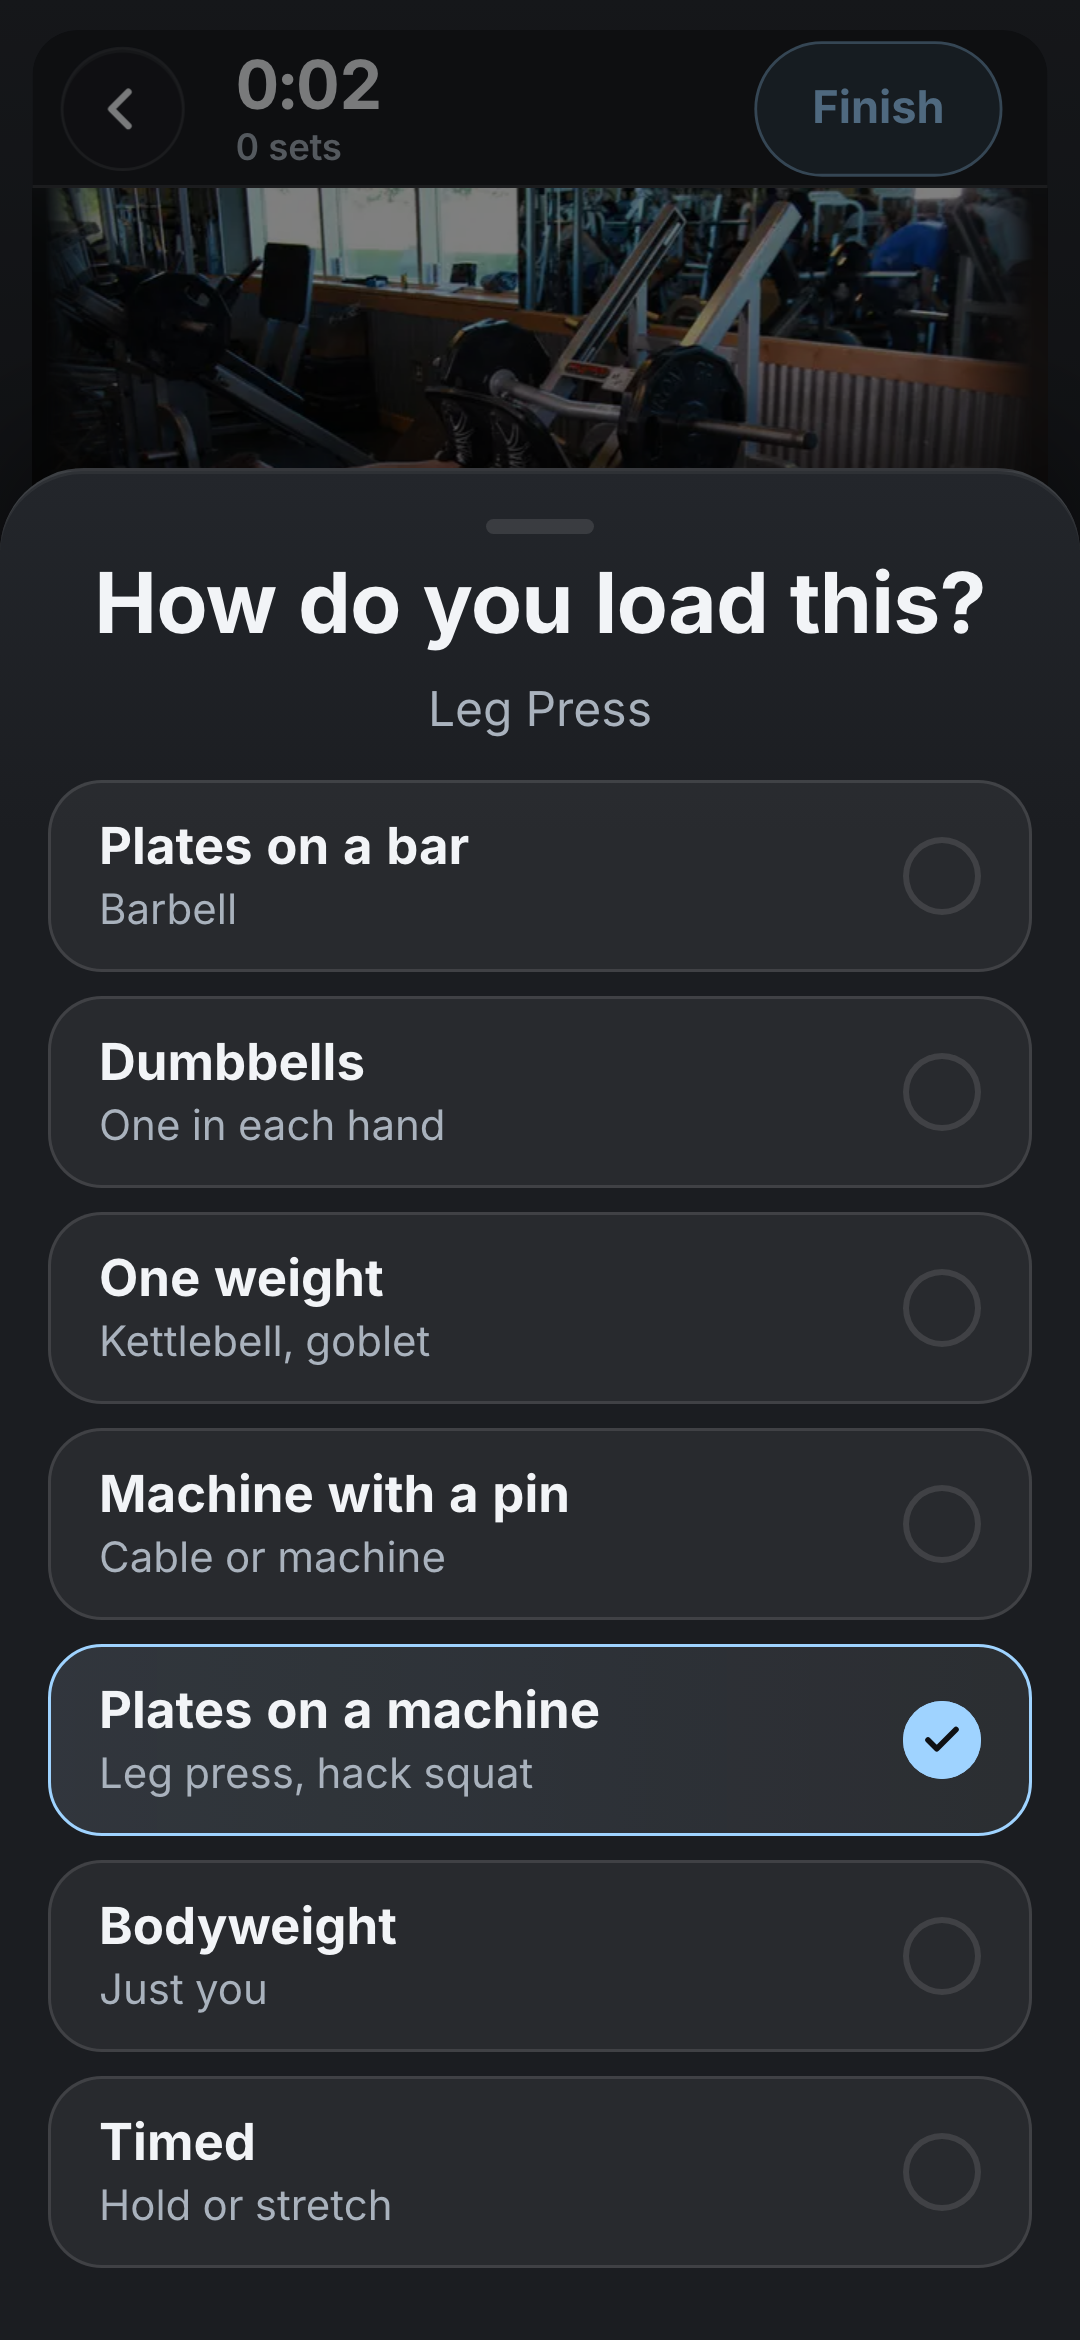 0:02
0 sets
Finish
How do you load this?
Leg Press
Plates on a bar
Barbell
Dumbbells
One in each hand
One weight
Kettlebell, goblet
Machine with a pin
Cable or machine
Plates on a machine
Leg press, hack squat
Bodyweight
Just you
Timed
Hold or stretch